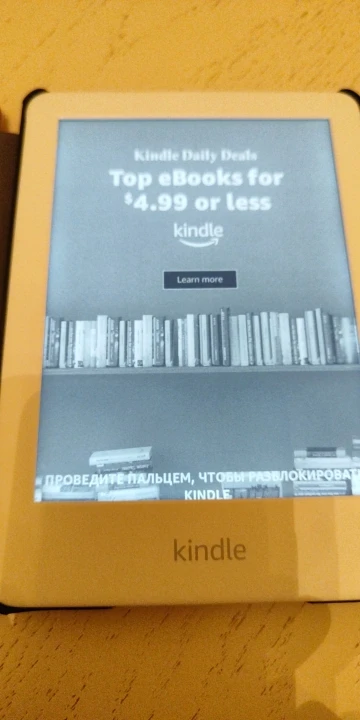 Kindle Daily Deals
Top eBooks for
$4.99 or less
kindle
Learn more
ПРОВЕДИТЕ ПАЛЬЦЕМ, ЧТОБЫ РАЗБЛОКИРОВАТЬ
KINDLE
kindle